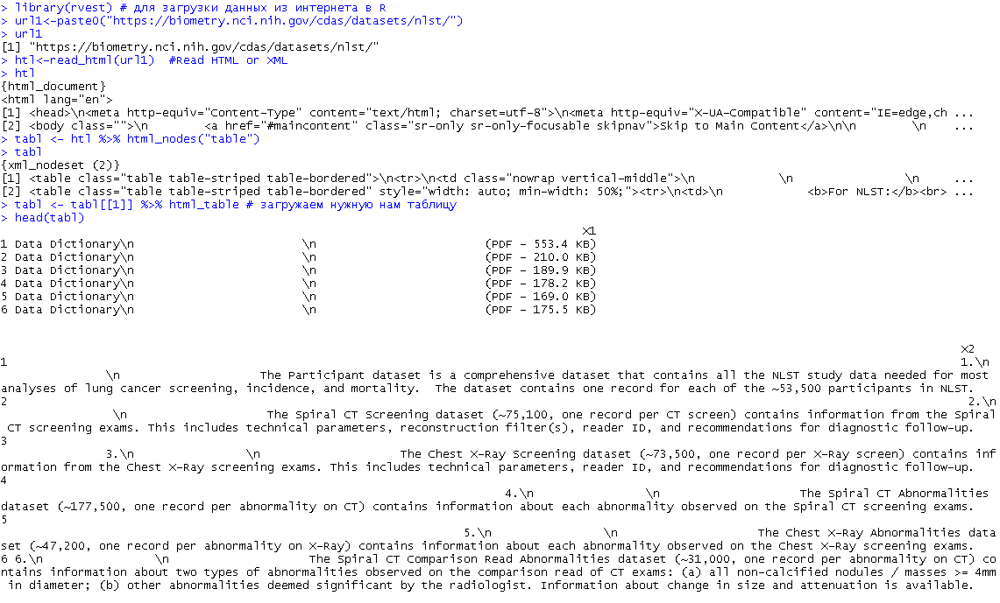 > library(rvest) # для загрузки данных из интернета в R
> url1<-paste0("https://biometry.nci.nih.gov/cdas/datasets/nlst/")
> url1
[1] "https://biometry.nci.nih.gov/cdas/datasets/nlst/"
> htl<-read_html(url1)  #Read HTML or XML
> htl
{html_document}
<html lang="en">
[1] <head>\n<meta http-equiv="Content-Type" content="text/html; charset=utf-8">\n<meta http-equiv="X-UA-Compatible" content="IE=edge,ch ...
[2] <body class="">\n        <a href="#maincontent" class="sr-only sr-only-focusable skipnav">Skip to Main Content</a>\n\n        \n    ...
> tabl <- htl %>% html_nodes("table")
> tabl
{xml_nodeset (2)}
[1] <table class="table table-striped table-bordered">\n<tr>\n<td class="nowrap vertical-middle">\n            \n                \n     ...
[2] <table class="table table-striped table-bordered" style="width: auto; min-width: 50%;"><tr>\n<td>\n            <b>For NLST:</b><br> ...
> tabl <- tabl[[1]] %>% html_table # загружаем нужную нам таблицу
> head(tabl)
X1
1 Data Dictionary\n                        \n                        (PDF - 553.4 KB)
2 Data Dictionary\n                        \n                        (PDF - 210.0 KB)
3 Data Dictionary\n                        \n                        (PDF - 189.9 KB)
4 Data Dictionary\n                        \n                        (PDF - 178.2 KB)
5 Data Dictionary\n                        \n                        (PDF - 169.0 KB)
6 Data Dictionary\n                        \n                        (PDF - 175.5 KB)
X2
1 1.\n
\n                    The Participant dataset is a comprehensive dataset that contains all the NLST study data needed for most
analyses of lung cancer screening, incidence, and mortality.  The dataset contains one record for each of the ~53,500 participants in NLST.
2 2.\n
\n                    The Spiral CT Screening dataset (~75,100, one record per CT screen) contains information from the Spiral
CT screening exams. This includes technical parameters, reconstruction filter(s), reader ID, and recommendations for diagnostic follow-up.
3
3.\n                \n                    The Chest X-Ray Screening dataset (~73,500, one record per X-Ray screen) contains inf
ormation from the Chest X-Ray screening exams. This includes technical parameters, reader ID, and recommendations for diagnostic follow-up.
4
4.\n                \n                    The Spiral CT Abnormalities
dataset (~177,500, one record per abnormality on CT) contains information about each abnormality observed on the Spiral CT screening exams.
5
5.\n                \n                    The Chest X-Ray Abnormalities data
set (~47,200, one record per abnormality on X-Ray) contains information about each abnormality observed on the Chest X-Ray screening exams.
6 6.\n                \n                    The Spiral CT Comparison Read Abnormalities dataset (~31,000, one record per abnormality on CT) co
ntains information about two types of abnormalities observed on the comparison read of CT exams: (a) all non-calcified nodules / masses >= 4mm
in diameter; (b) other abnormalities deemed significant by the radiologist. Information about change in size and attenuation is available.